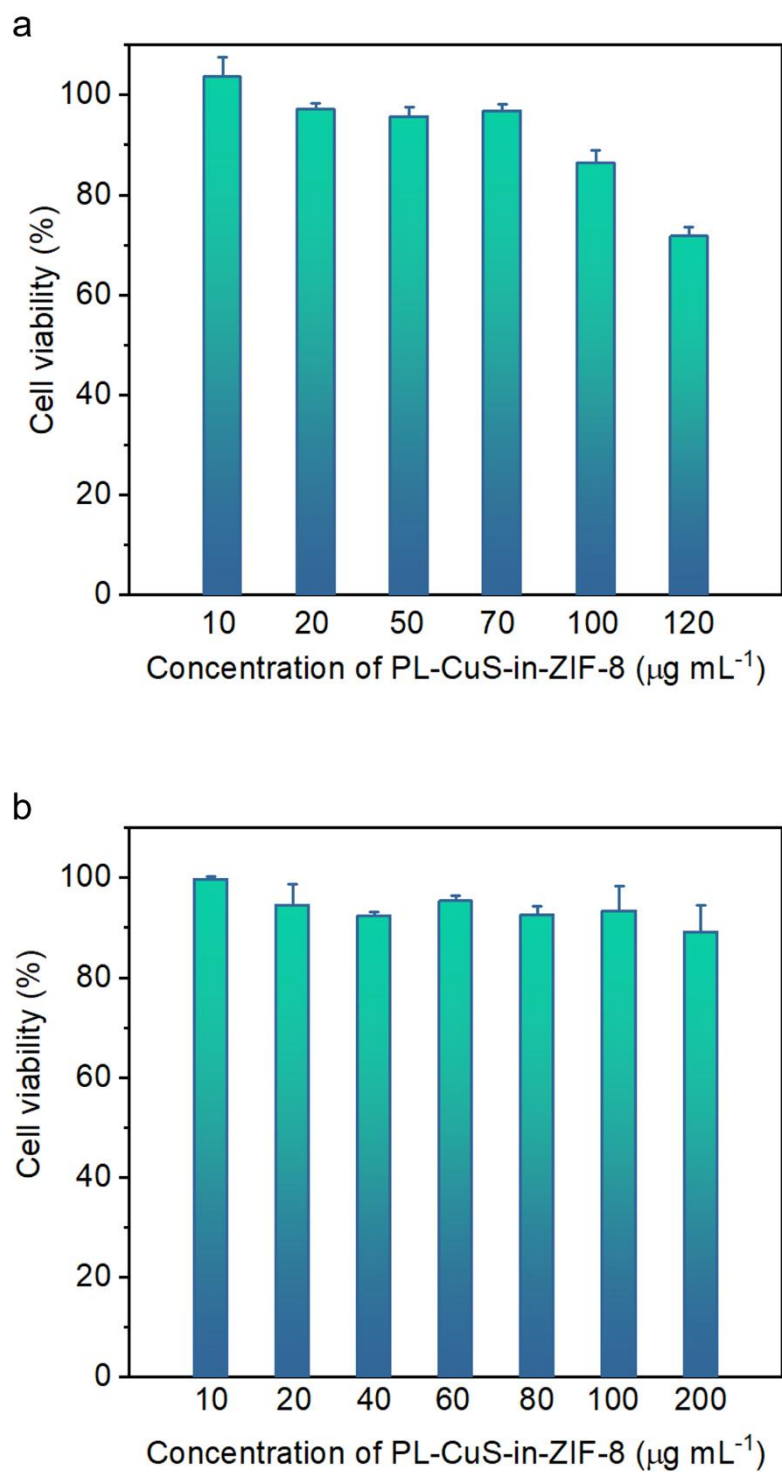 a
100
80
60
40
20
0
Cell viability (%)
10 20 50 70 100 120
Concentration of PL-CuS-in-ZIF-8 (μg mL⁻¹)
b
100
80
60
40
20
0
Cell viability (%)
10 20 40 60 80 100 200
Concentration of PL-CuS-in-ZIF-8 (μg mL⁻¹)